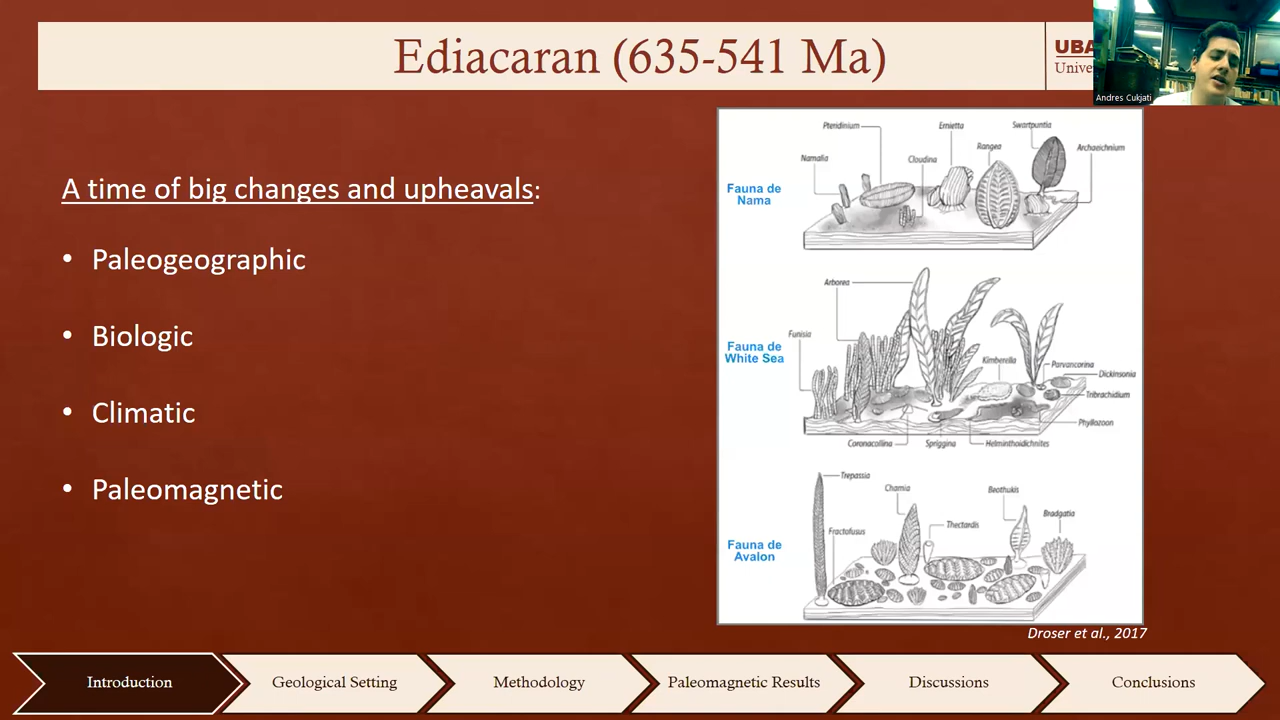 Ediacaran (635-541 Ma)
UBA
Unive
Andres Cukjati
A time of big changes and upheavals:
• Paleogeographic
• Biologic
• Climatic
• Paleomagnetic
Pteridinium
Ernietta
Swartpuntia
Namalia
Cloudina
Rangea
Archaeichnium
Fauna de
Nama
Arborea
Funisia
Fauna de
White Sea
Kimberella
Parvancorina
Dickinsonia
Tribrachidium
Phyllozoon
Coronacollina
Spriggina
Helminthoidichnites
Trepassia
Charnia
Beothukis
Thectardis
Bradgatia
Fractofusus
Fauna de
Avalon
Droser et al., 2017
Introduction
Geological Setting
Methodology
Paleomagnetic Results
Discussions
Conclusions